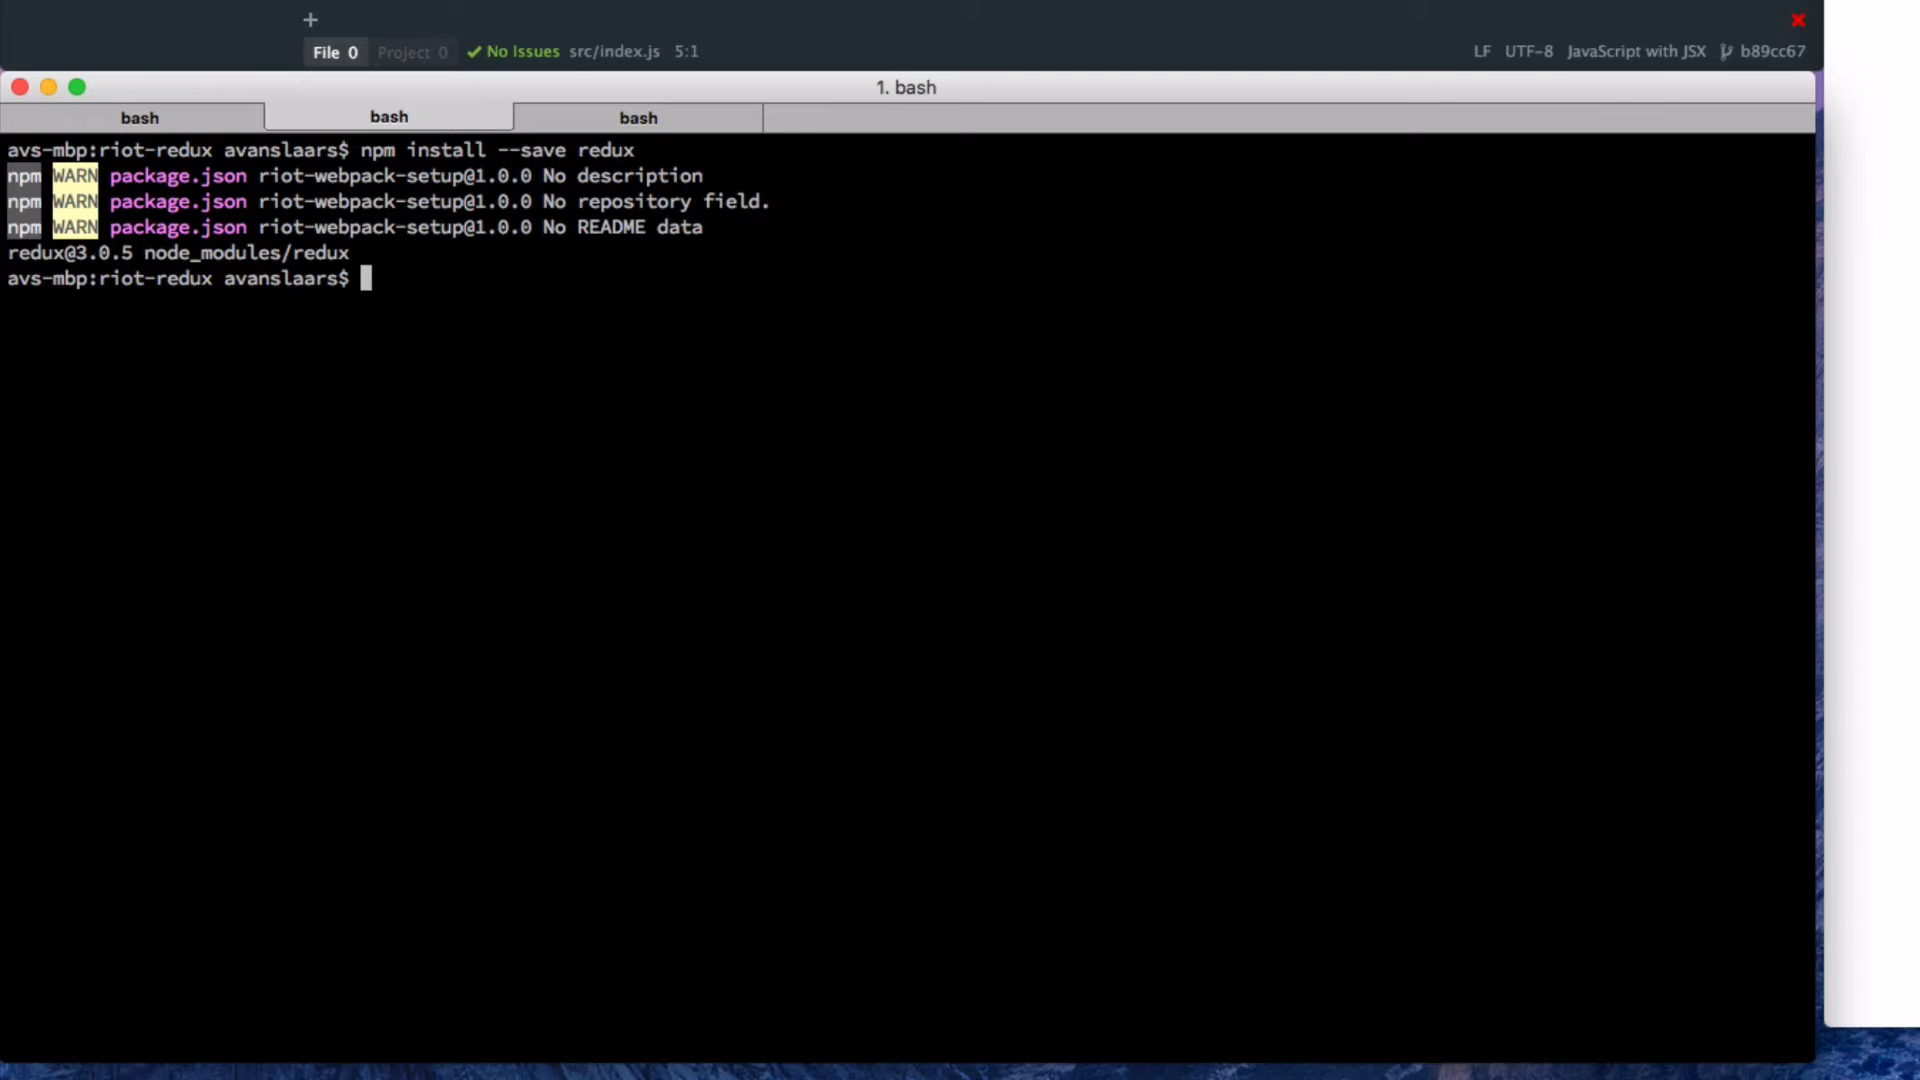 +
File 0 Project 0 No Issues src/index.js 5:1 LF UTF-8 JavaScript with JSX b89cc67
1. bash
bash bash bash
avs-mbp:riot-redux avanslaars$ npm install --save redux
npm WARN package.json riot-webpack-setup@1.0.0 No description
npm WARN package.json riot-webpack-setup@1.0.0 No repository field.
npm WARN package.json riot-webpack-setup@1.0.0 No README data
redux@3.0.5 node_modules/redux
avs-mbp:riot-redux avanslaars$